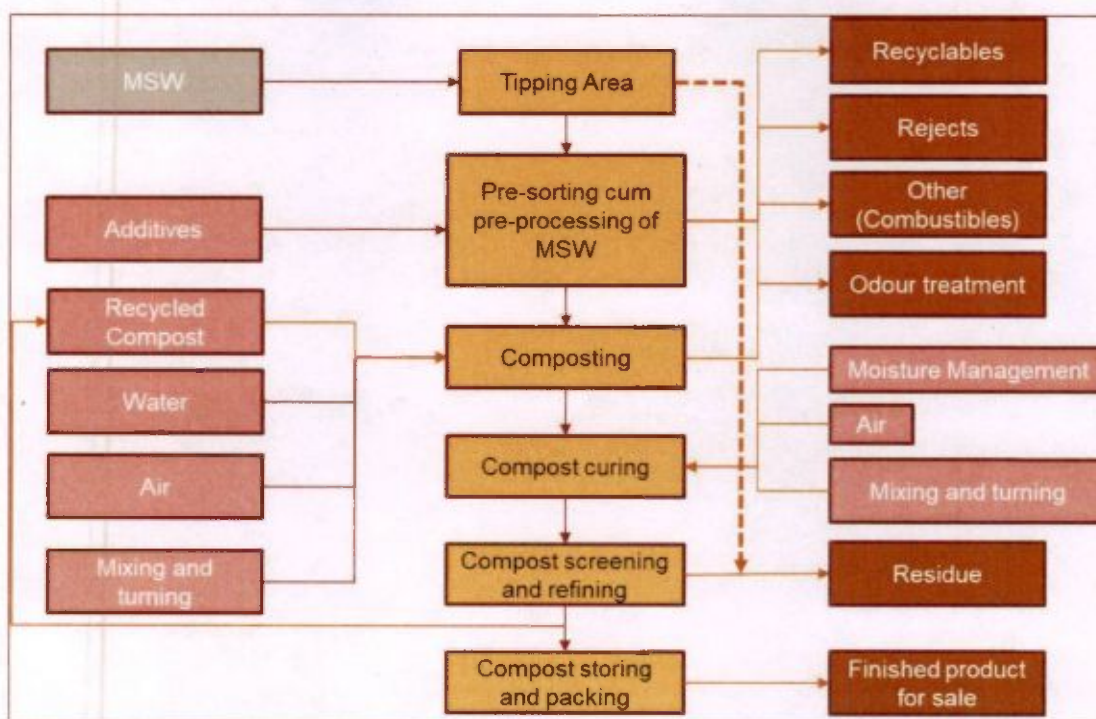 MSW
Tipping Area
Recyclables
Rejects
Pre-sorting cum
pre-processing of
MSW
Additives
Other
(Combustibles)
Odour treatment
Recycled
Compost
Composting
Moisture Management
Water
Air
Compost curing
Air
Mixing and turning
Mixing and
turning
Compost screening
and refining
Residue
Compost storing
and packing
Finished product
for sale